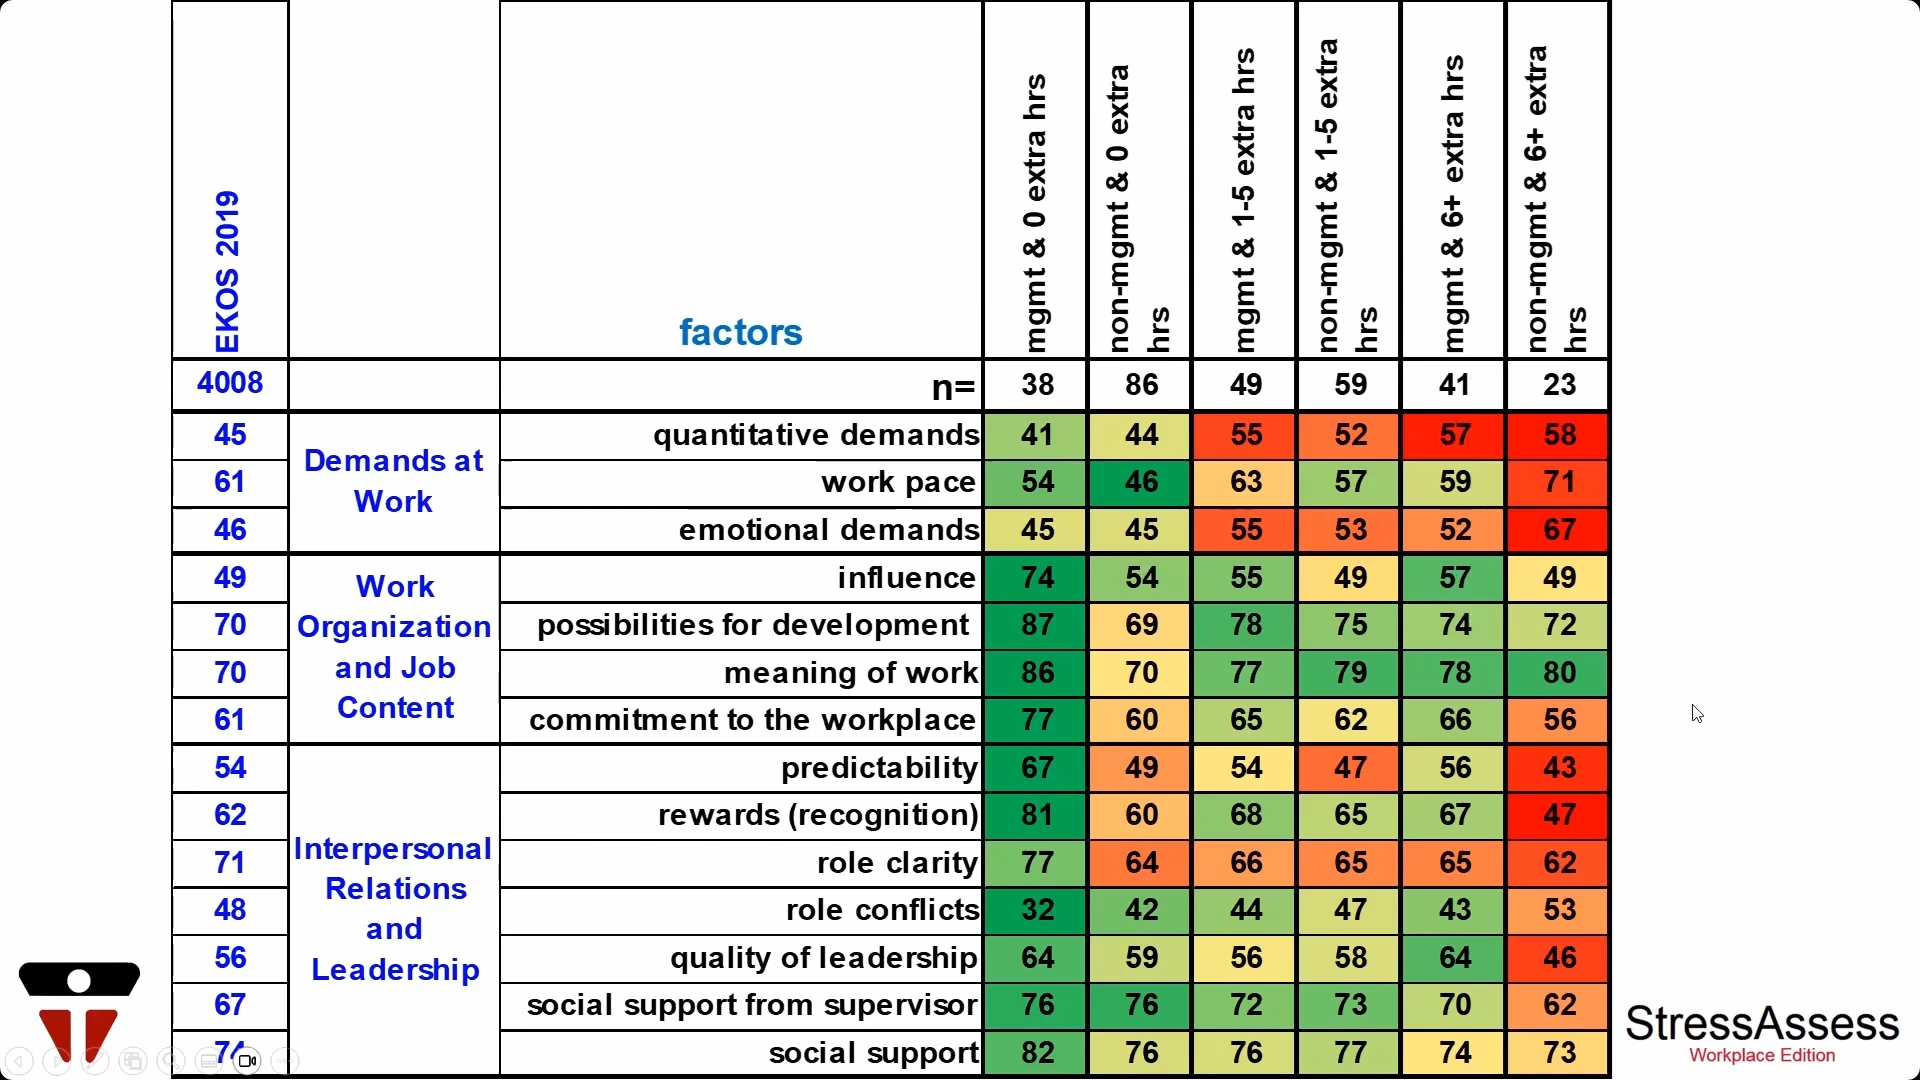 EKOS 2019
factors
mgmt & 0 extra hrs
non-mgmt & 0 extra
hrs
mgmt & 1-5 extra hrs
non-mgmt & 1-5 extra
hrs
mgmt & 6+ extra hrs
non-mgmt & 6+ extra
hrs
4008 n= 38 86 49 59 41 23
Demands at
Work
45 quantitative demands 41 44 55 52 57 58
61 work pace 54 46 63 57 59 71
46 emotional demands 45 45 55 53 52 67
Work
Organization
and Job
Content
49 influence 74 54 55 49 57 49
70 possibilities for development 87 69 78 75 74 72
70 meaning of work 86 70 77 79 78 80
61 commitment to the workplace 77 60 65 62 66 56
Interpersonal
Relations
and
Leadership
54 predictability 67 49 54 47 56 43
62 rewards (recognition) 81 60 68 65 67 47
71 role clarity 77 64 66 65 65 62
48 role conflicts 32 42 44 47 43 53
56 quality of leadership 64 59 56 58 64 46
67 social support from supervisor 76 76 72 73 70 62
74 social support 82 76 76 77 74 73
StressAssess
Workplace Edition